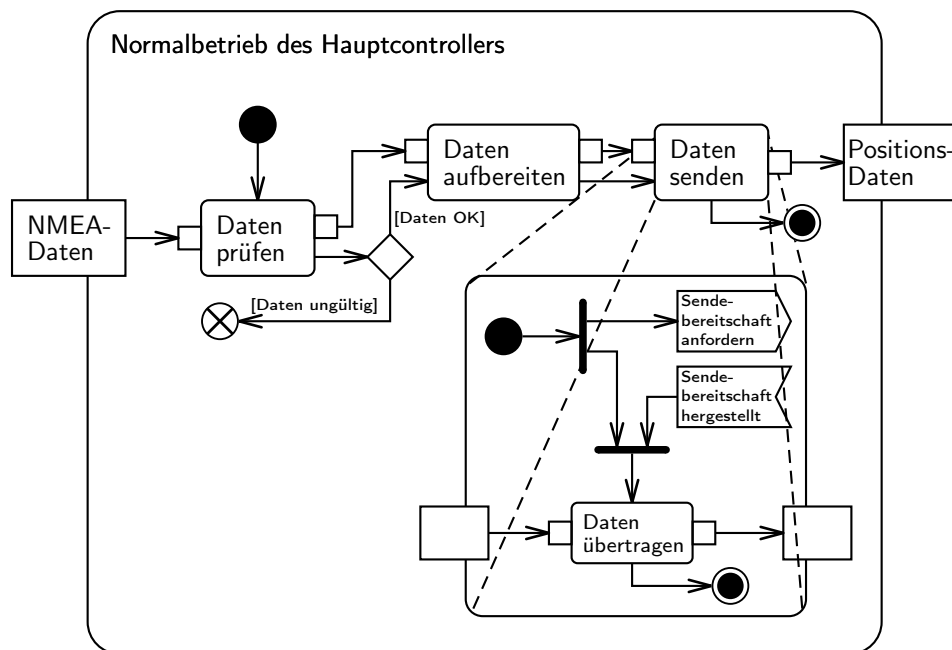 Normalbetrieb des Hauptcontrollers
NMEA-
Daten
Daten
prüfen
[Daten OK]
[Daten ungültig]
Daten
aufbereiten
Daten
senden
Positions-
Daten
Sende-
bereitschaft
anfordern
Sende-
bereitschaft
hergestellt
Daten
übertragen